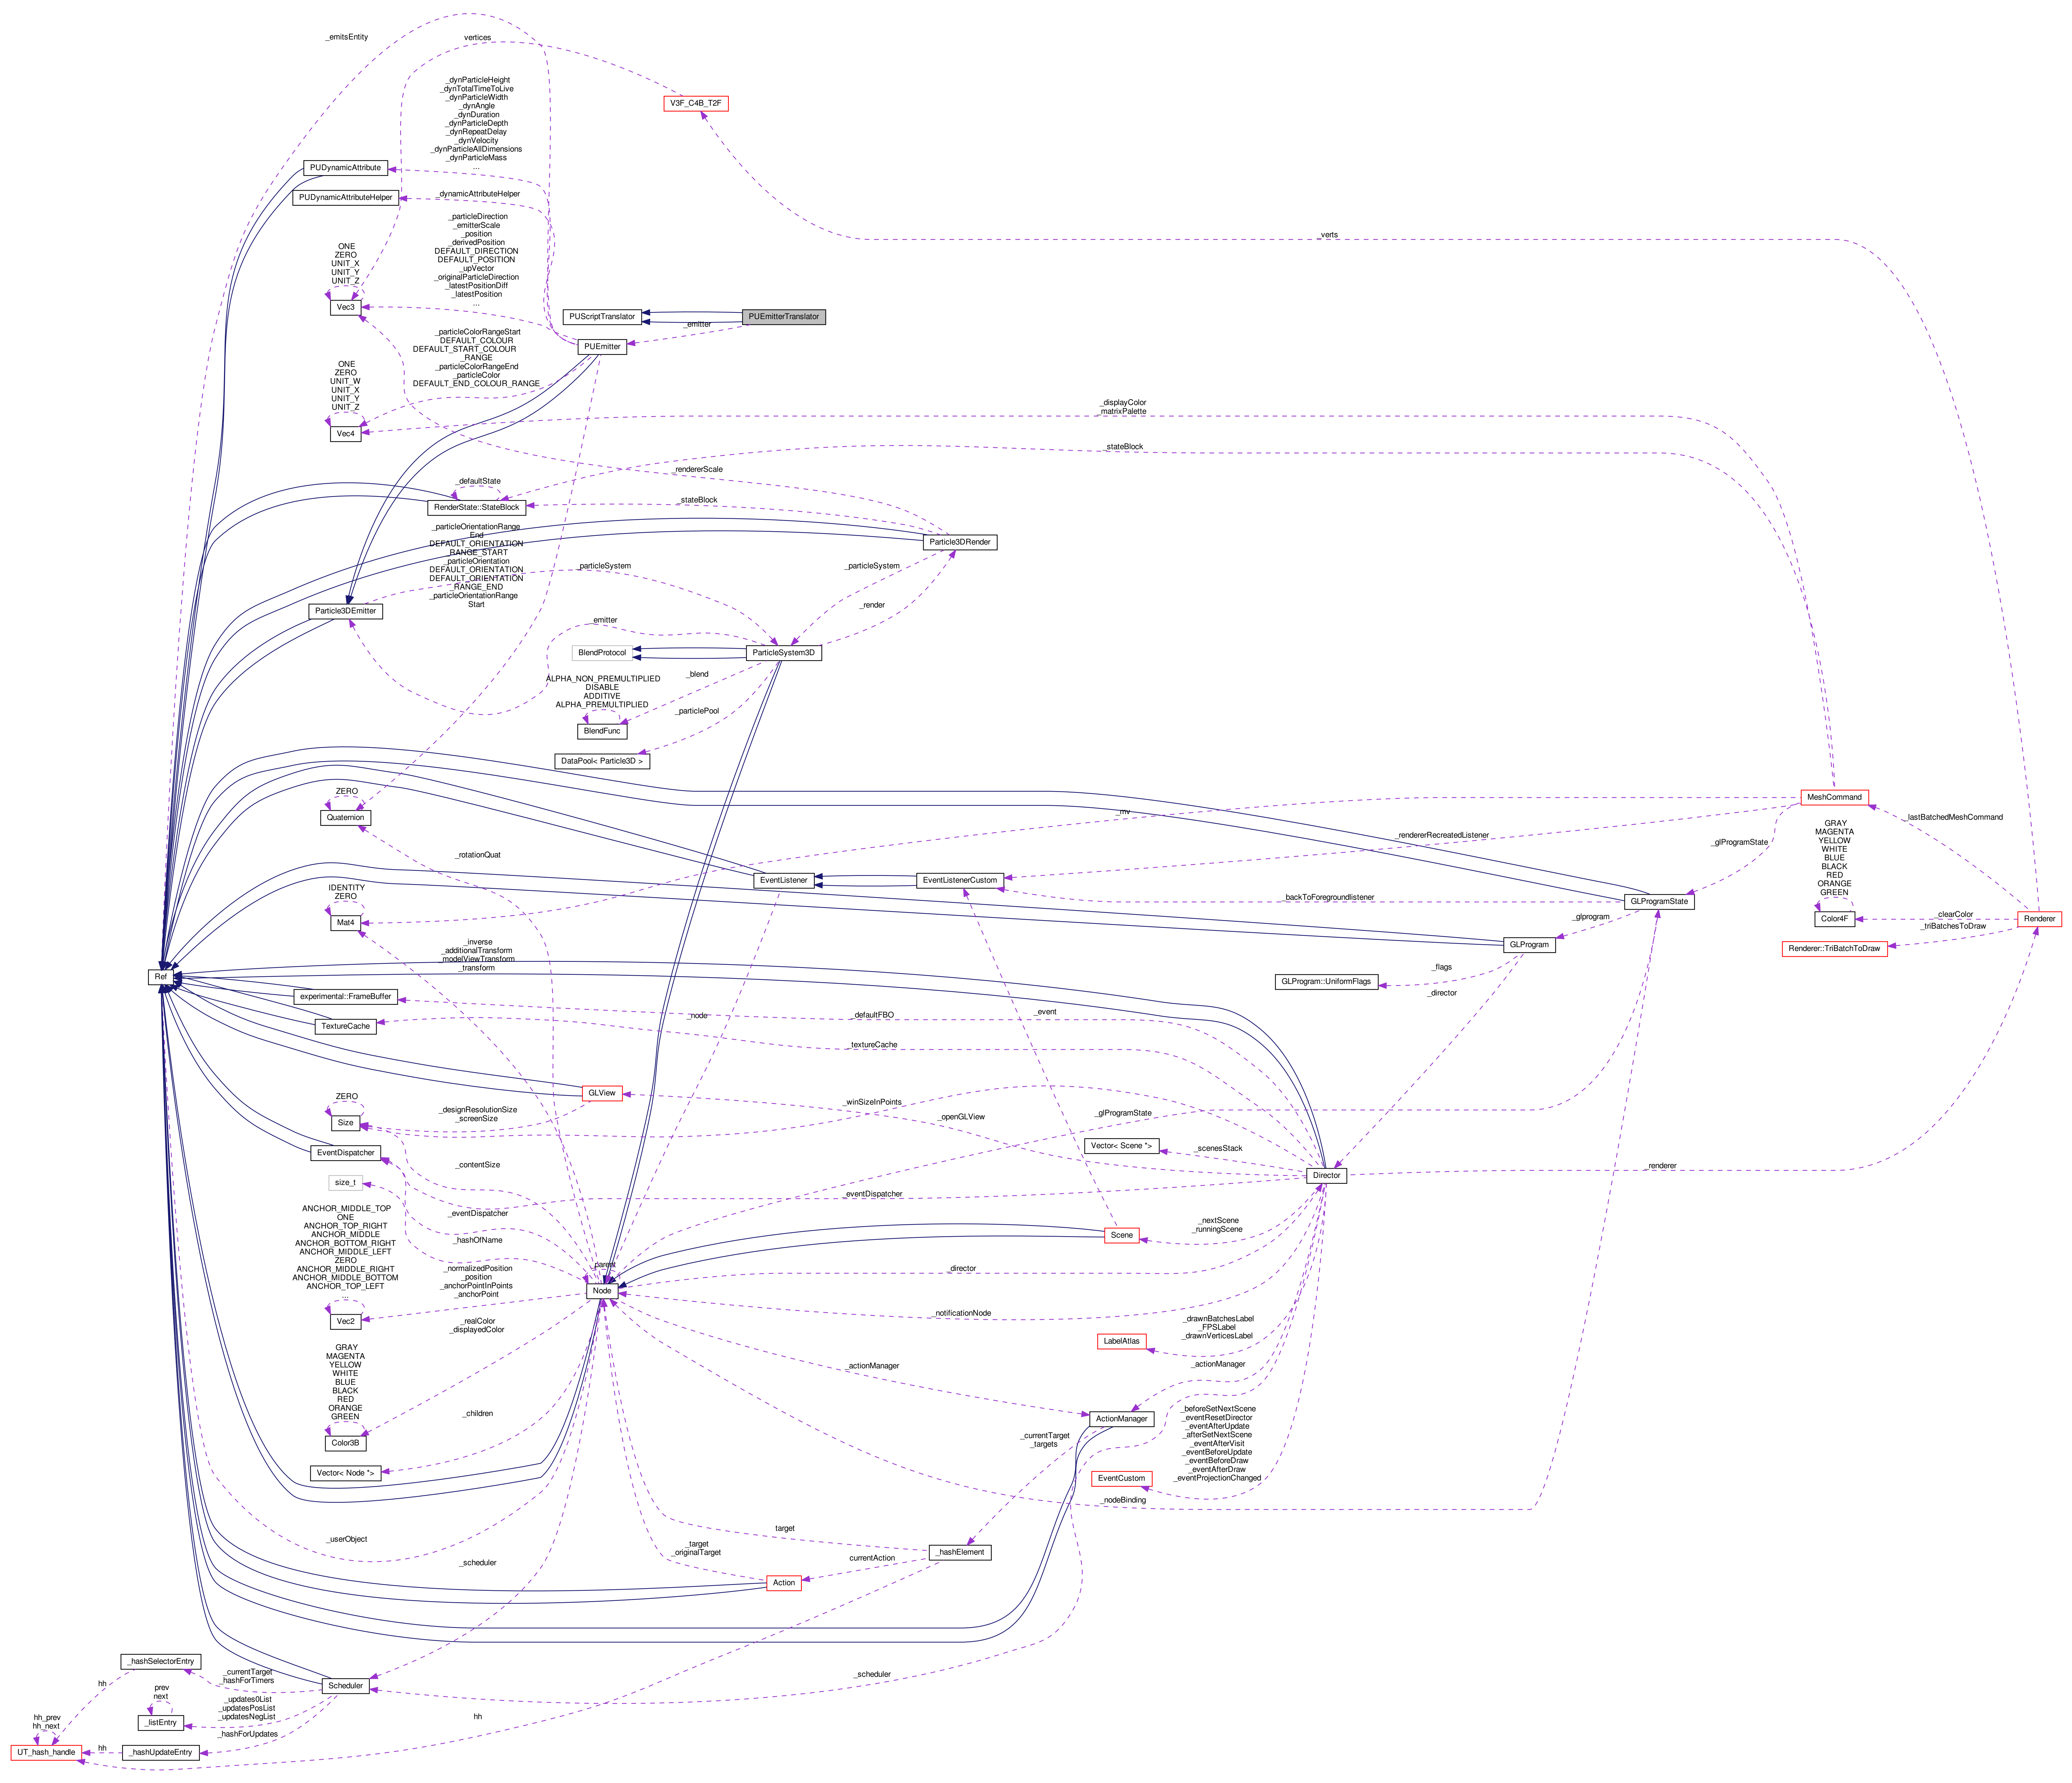 _emitsEntity
vertices
_dynParticleHeight
_dynTotalTimeToLive
_dynParticleWidth
_dynAngle
_dynDuration
_dynParticleDepth
_dynRepeatDelay
_dynVelocity
_dynParticleAllDimensions
_dynParticleMass
...
V3F_C4B_T2F
PUDynamicAttribute
PUDynamicAttributeHelper
_dynamicAttributeHelper
_particleDirection
_emitterScale
_position
_derivedPosition
DEFAULT_DIRECTION
DEFAULT_POSITION
_upVector
_originalParticleDirection
_latestPositionDiff
_latestPosition
...
_verts
ONE
ZERO
UNIT_X
UNIT_Y
UNIT_Z
Vec3
PUScriptTranslator
PUEmitterTranslator
_emitter
PUEmitter
_particleColorRangeStart
DEFAULT_COLOUR
DEFAULT_START_COLOUR
_RANGE
_particleColorRangeEnd
_particleColor
DEFAULT_END_COLOUR_RANGE
ONE
ZERO
UNIT_W
UNIT_X
UNIT_Y
UNIT_Z
Vec4
_displayColor
_matrixPalette
_stateBlock
_rendererScale
_defaultState
RenderState::StateBlock
_stateBlock
_particleOrientationRange
End
DEFAULT_ORIENTATION
_RANGE_START
_particleOrientation
DEFAULT_ORIENTATION
DEFAULT_ORIENTATION
_RANGE_END
_particleOrientationRange
Start
Particle3DRender
_particleSystem
_particleSystem
_render
Particle3DEmitter
_emitter
BlendProtocol
ParticleSystem3D
ALPHA_NON_PREMULTIPLIED
DISABLE
ADDITIVE
ALPHA_PREMULTIPLIED
_blend
BlendFunc
_particlePool
DataPool< Particle3D >
ZERO
Quaternion
MeshCommand
_mv
_rendererRecreatedListener
_glProgramState
_lastBatchedMeshCommand
GRAY
MAGENTA
YELLOW
WHITE
BLUE
BLACK
RED
ORANGE
GREEN
Color4F
_rotationQuat
EventListener
EventListenerCustom
_backToForegroundlistener
GLProgramState
IDENTITY
ZERO
Mat4
_glprogram
_clearColor
_triBatchesToDraw
Renderer
GLProgram
Renderer::TriBatchToDraw
_inverse
_additionalTransform
_modelViewTransform
_transform
Ref
_flags
GLProgram::UniformFlags
_director
experimental::FrameBuffer
TextureCache
_node
_defaultFBO
_event
_textureCache
GLView
ZERO
Size
_designResolutionSize
_screenSize
_winSizeInPoints
_openGLView
_glProgramState
EventDispatcher
Vector< Scene *>
_scenesStack
_contentSize
Director
_renderer
size_t
_eventDispatcher
_eventDispatcher
_hashOfName
ANCHOR_MIDDLE_TOP
ONE
ANCHOR_TOP_RIGHT
ANCHOR_MIDDLE
ANCHOR_BOTTOM_RIGHT
ANCHOR_MIDDLE_LEFT
ZERO
ANCHOR_MIDDLE_RIGHT
ANCHOR_MIDDLE_BOTTOM
ANCHOR_TOP_LEFT
...
Vec2
_normalizedPosition
_position
_anchorPointInPoints
_anchorPoint
Scene
_nextScene
_runningScene
_parent
Node
_director
_notificationNode
_realColor
_displayedColor
LabelAtlas
_drawnBatchesLabel
_FPSLabel
_drawnVerticesLabel
GRAY
MAGENTA
YELLOW
WHITE
BLUE
BLACK
RED
ORANGE
GREEN
Color3B
_actionManager
_actionManager
_children
ActionManager
_beforeSetNextScene
_eventResetDirector
_eventAfterUpdate
_afterSetNextScene
_eventAfterVisit
_eventBeforeUpdate
_eventBeforeDraw
_eventAfterDraw
_eventProjectionChanged
_currentTarget
_targets
Vector< Node *>
EventCustom
_nodeBinding
_userObject
target
_scheduler
_target
_originalTarget
currentAction
_hashElement
Action
_hashSelectorEntry
_currentTarget
_hashForTimers
Scheduler
_scheduler
hh
prev
next
_listEntry
_updates0List
_updatesPosList
_updatesNegList
hh_prev
hh_next
_hashForUpdates
hh
UT_hash_handle
hh
_hashUpdateEntry